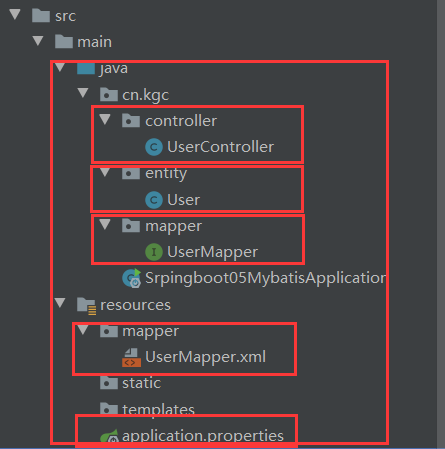 src
main
java
cn.kgc
controller
UserController
entity
User
mapper
UserMapper
Srpingboot05MybatisApplication
resources
mapper
UserMapper.xml
static
templates
application.properties